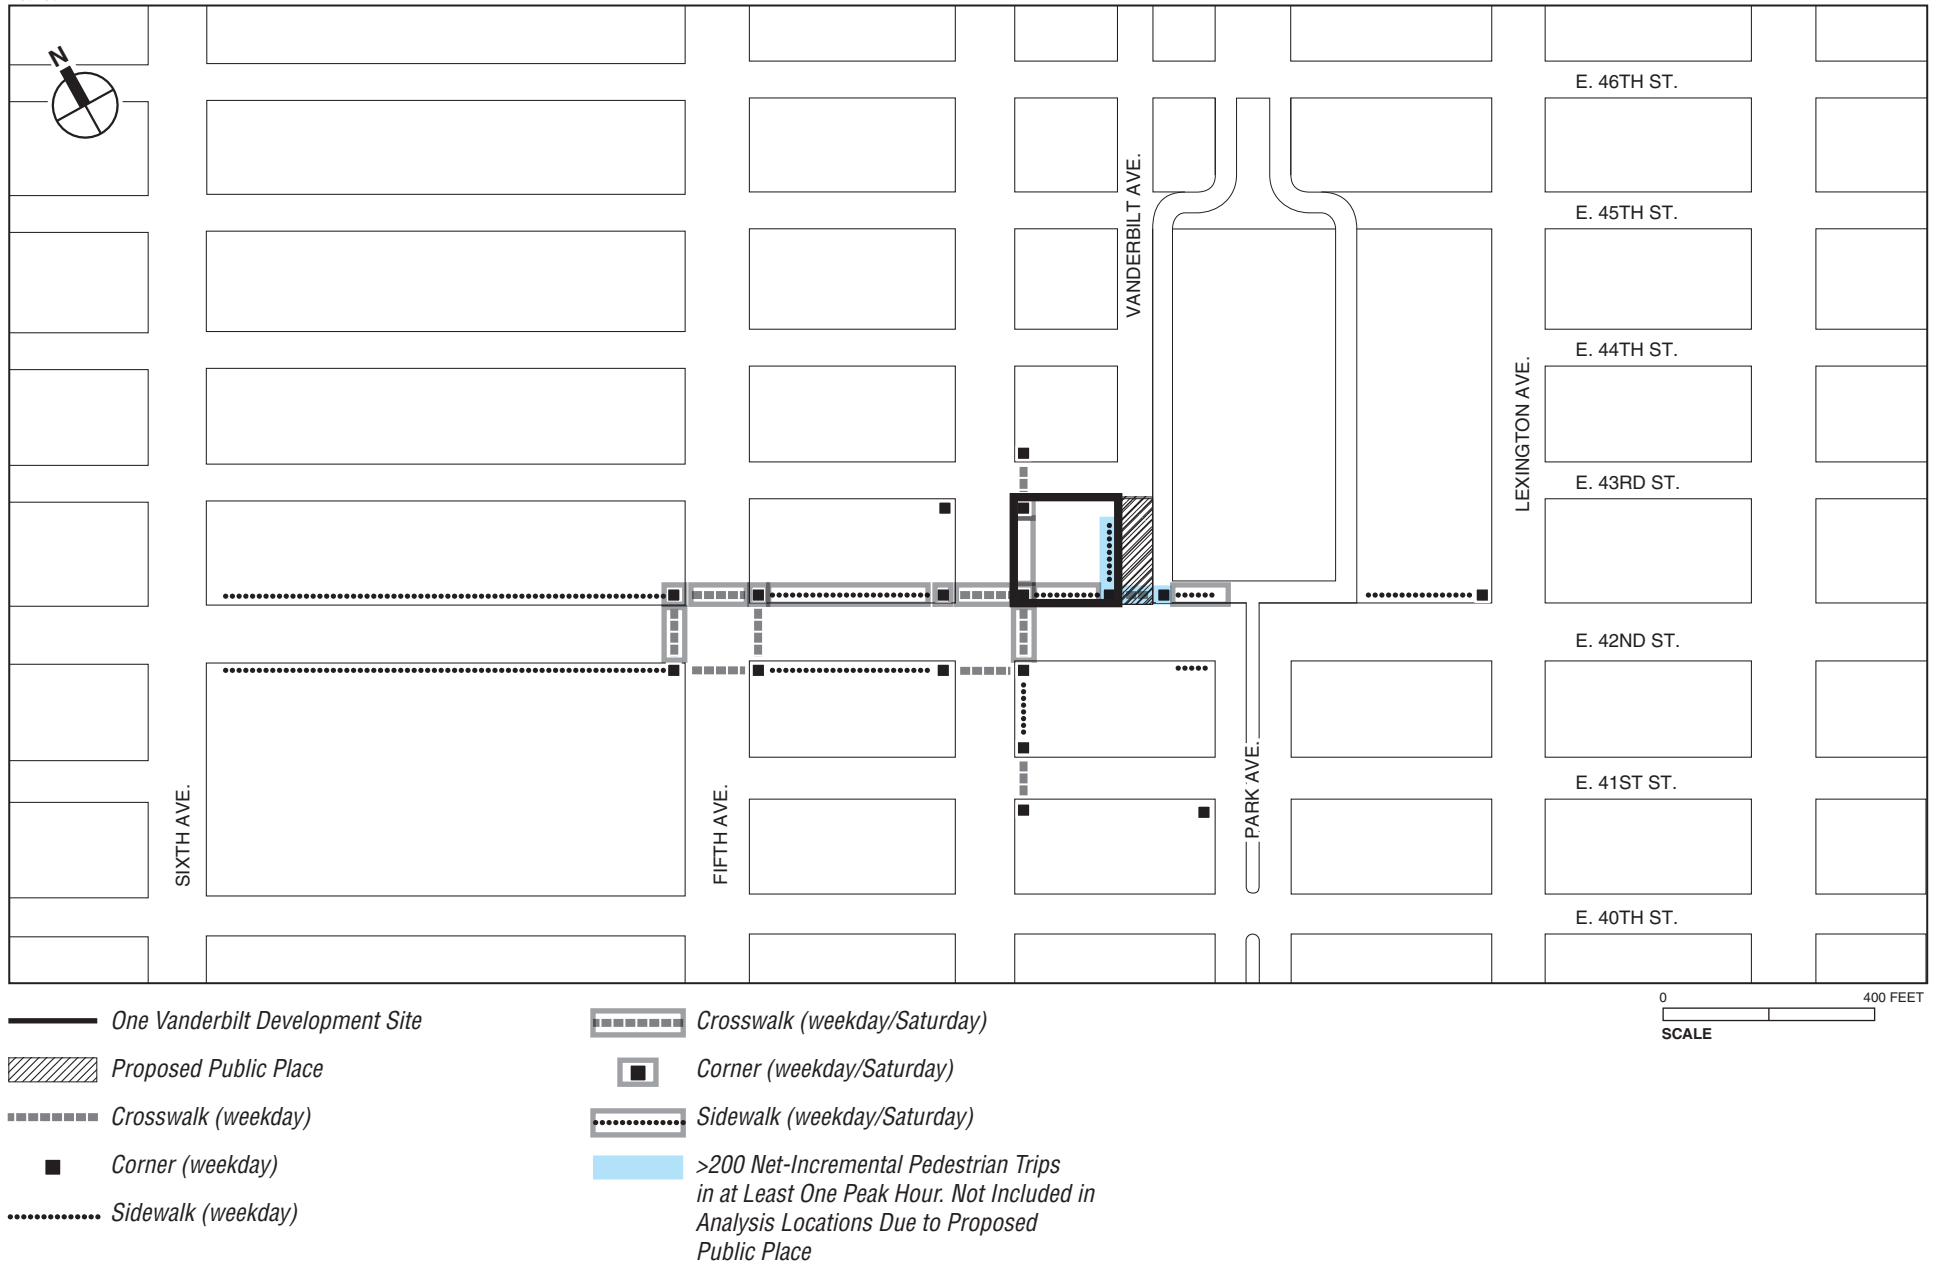 N
E. 46TH ST.
VANDERBILT AVE.
E. 45TH ST.
E. 44TH ST.
LEXINGTON AVE.
E. 43RD ST.
E. 42ND ST.
SIXTH AVE.
FIFTH AVE.
PARK AVE.
E. 41ST ST.
E. 40TH ST.
0 400 FEET
SCALE
One Vanderbilt Development Site
Proposed Public Place
Crosswalk (weekday)
Corner (weekday)
Sidewalk (weekday)
Crosswalk (weekday/Saturday)
Corner (weekday/Saturday)
Sidewalk (weekday/Saturday)
>200 Net-Incremental Pedestrian Trips
in at Least One Peak Hour. Not Included in
Analysis Locations Due to Proposed
Public Place